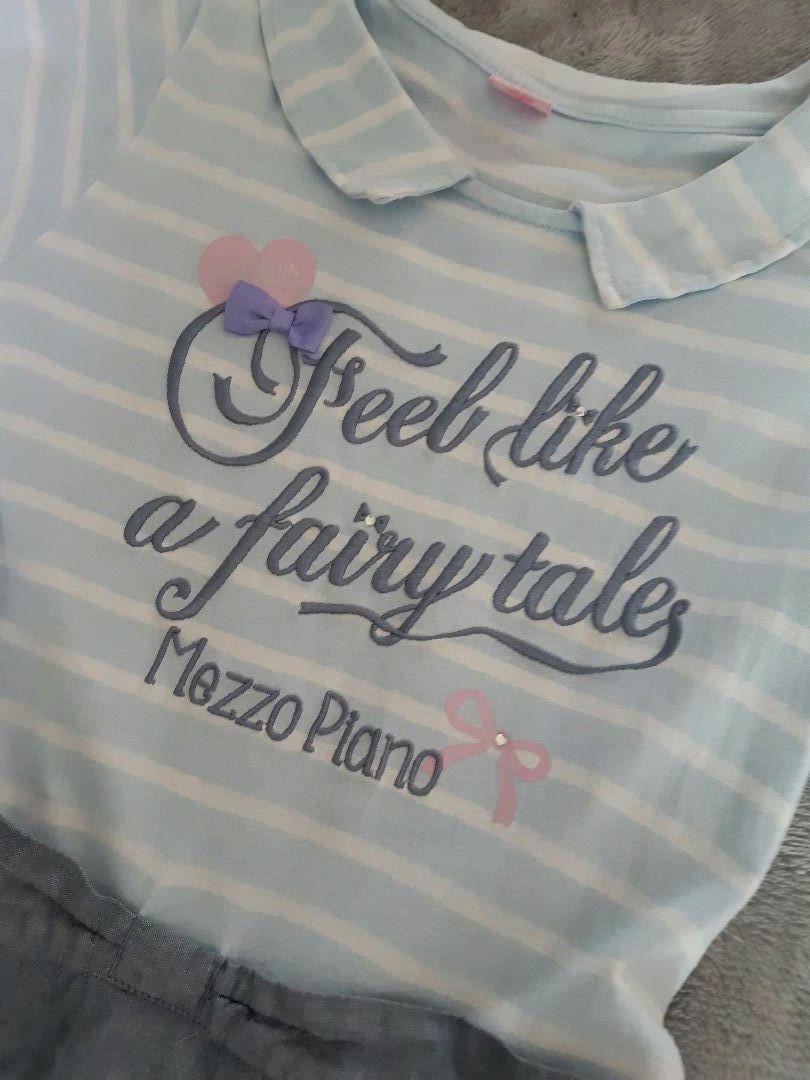 Feel like
a fairy tale
Mezzo Piano